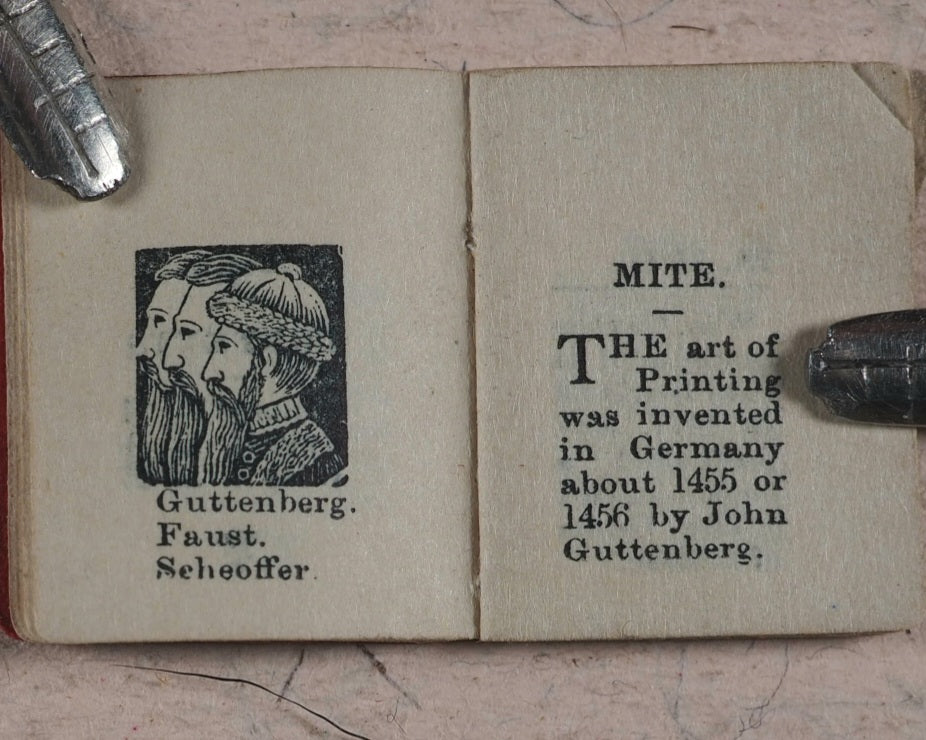 Guttenberg.
Faust.
Scheoffer.
MITE.
THE art of
Printing
was invented
in Germany
about 1455 or
1456 by John
Guttenberg.